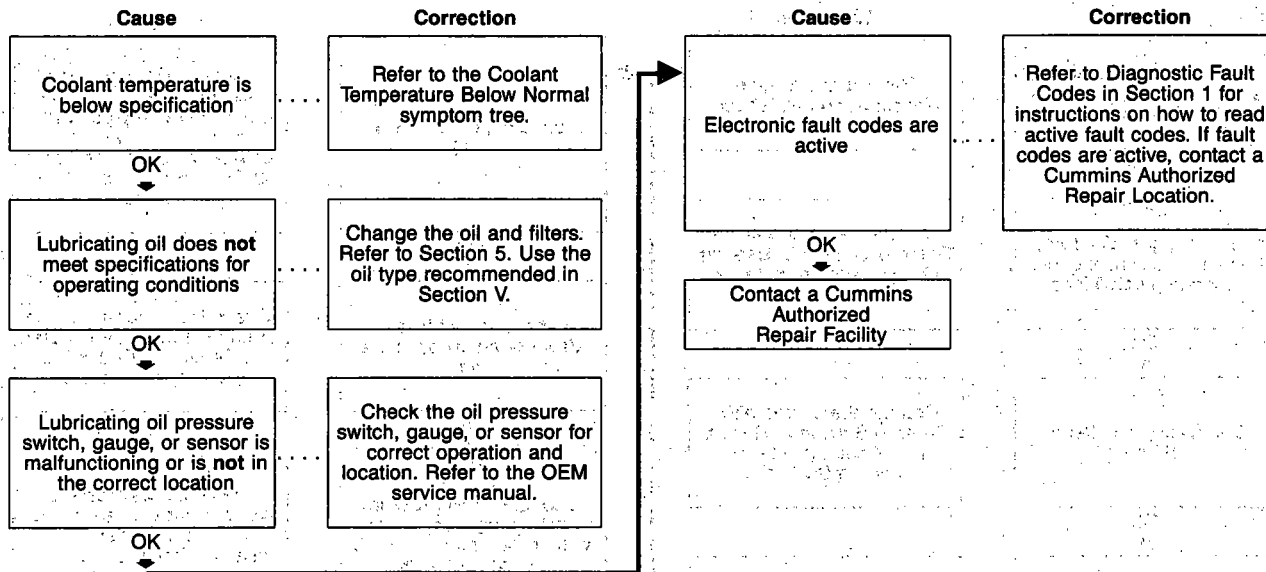 Cause
Correction
Coolant temperature is
below specification
Refer to the Coolant
Temperature Below Normal
symptom tree.
OK
Lubricating oil does not
meet specifications for
operating conditions
Change the oil and filters.
Refer to Section 5. Use the
oil type recommended in
Section V.
OK
Lubricating oil pressure
switch, gauge, or sensor is
malfunctioning or is not in
the correct location
Check the oil pressure
switch, gauge, or sensor for
correct operation and
location. Refer to the OEM
service manual.
OK
Cause
Correction
Electronic fault codes are
active
Refer to Diagnostic Fault
Codes in Section 1 for
instructions on how to read
active fault codes. If fault
codes are active, contact a
Cummins Authorized
Repair Location.
OK
Contact a Cummins
Authorized
Repair Facility